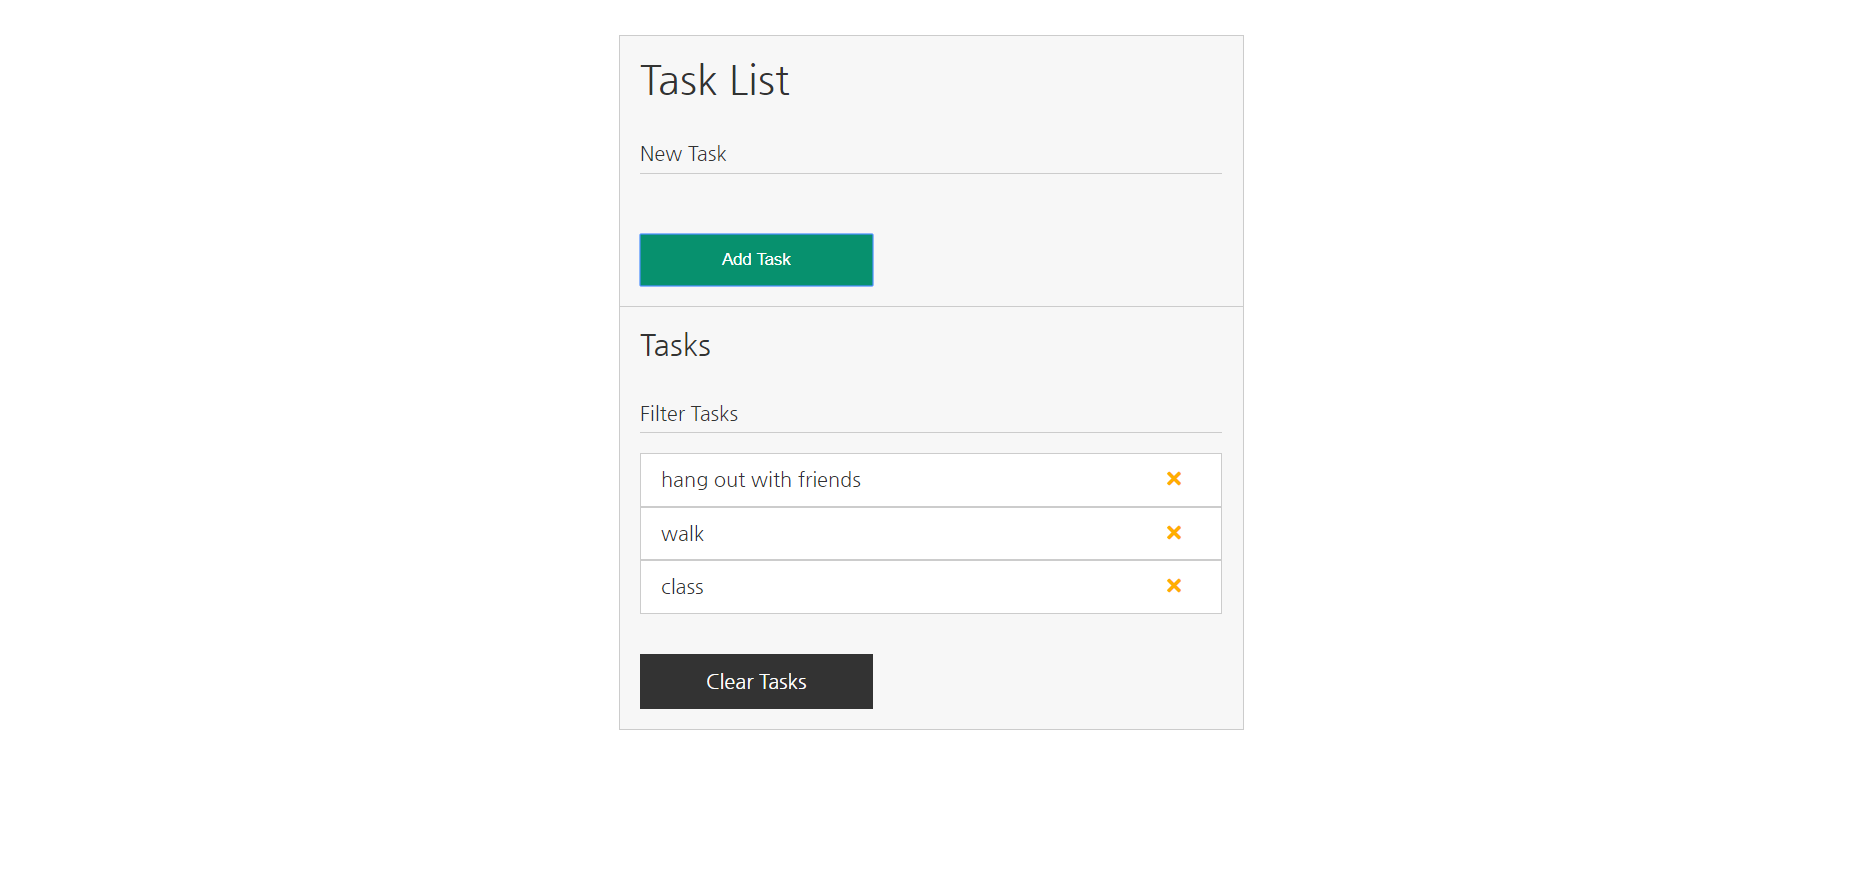 Task List
New Task
Add Task
Tasks
Filter Tasks
hang out with friends
walk
class
Clear Tasks